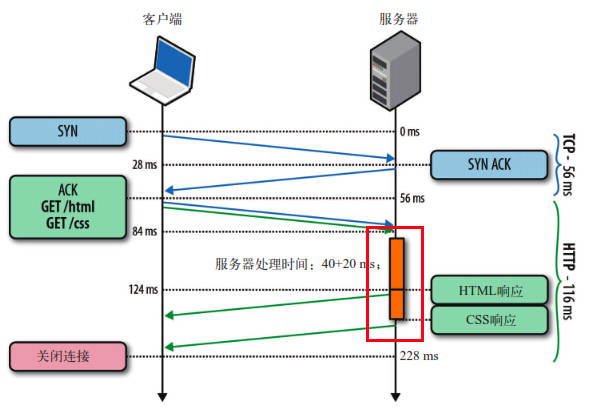 客户端
服务器
SYN
0 ms
28 ms
SYN ACK
TCP - 56 ms
ACK
GET /html
GET /css
56 ms
84 ms
服务器处理时间：40+20 ms；
124 ms
HTML响应
HTTP - 116 ms
CSS响应
关闭连接
228 ms